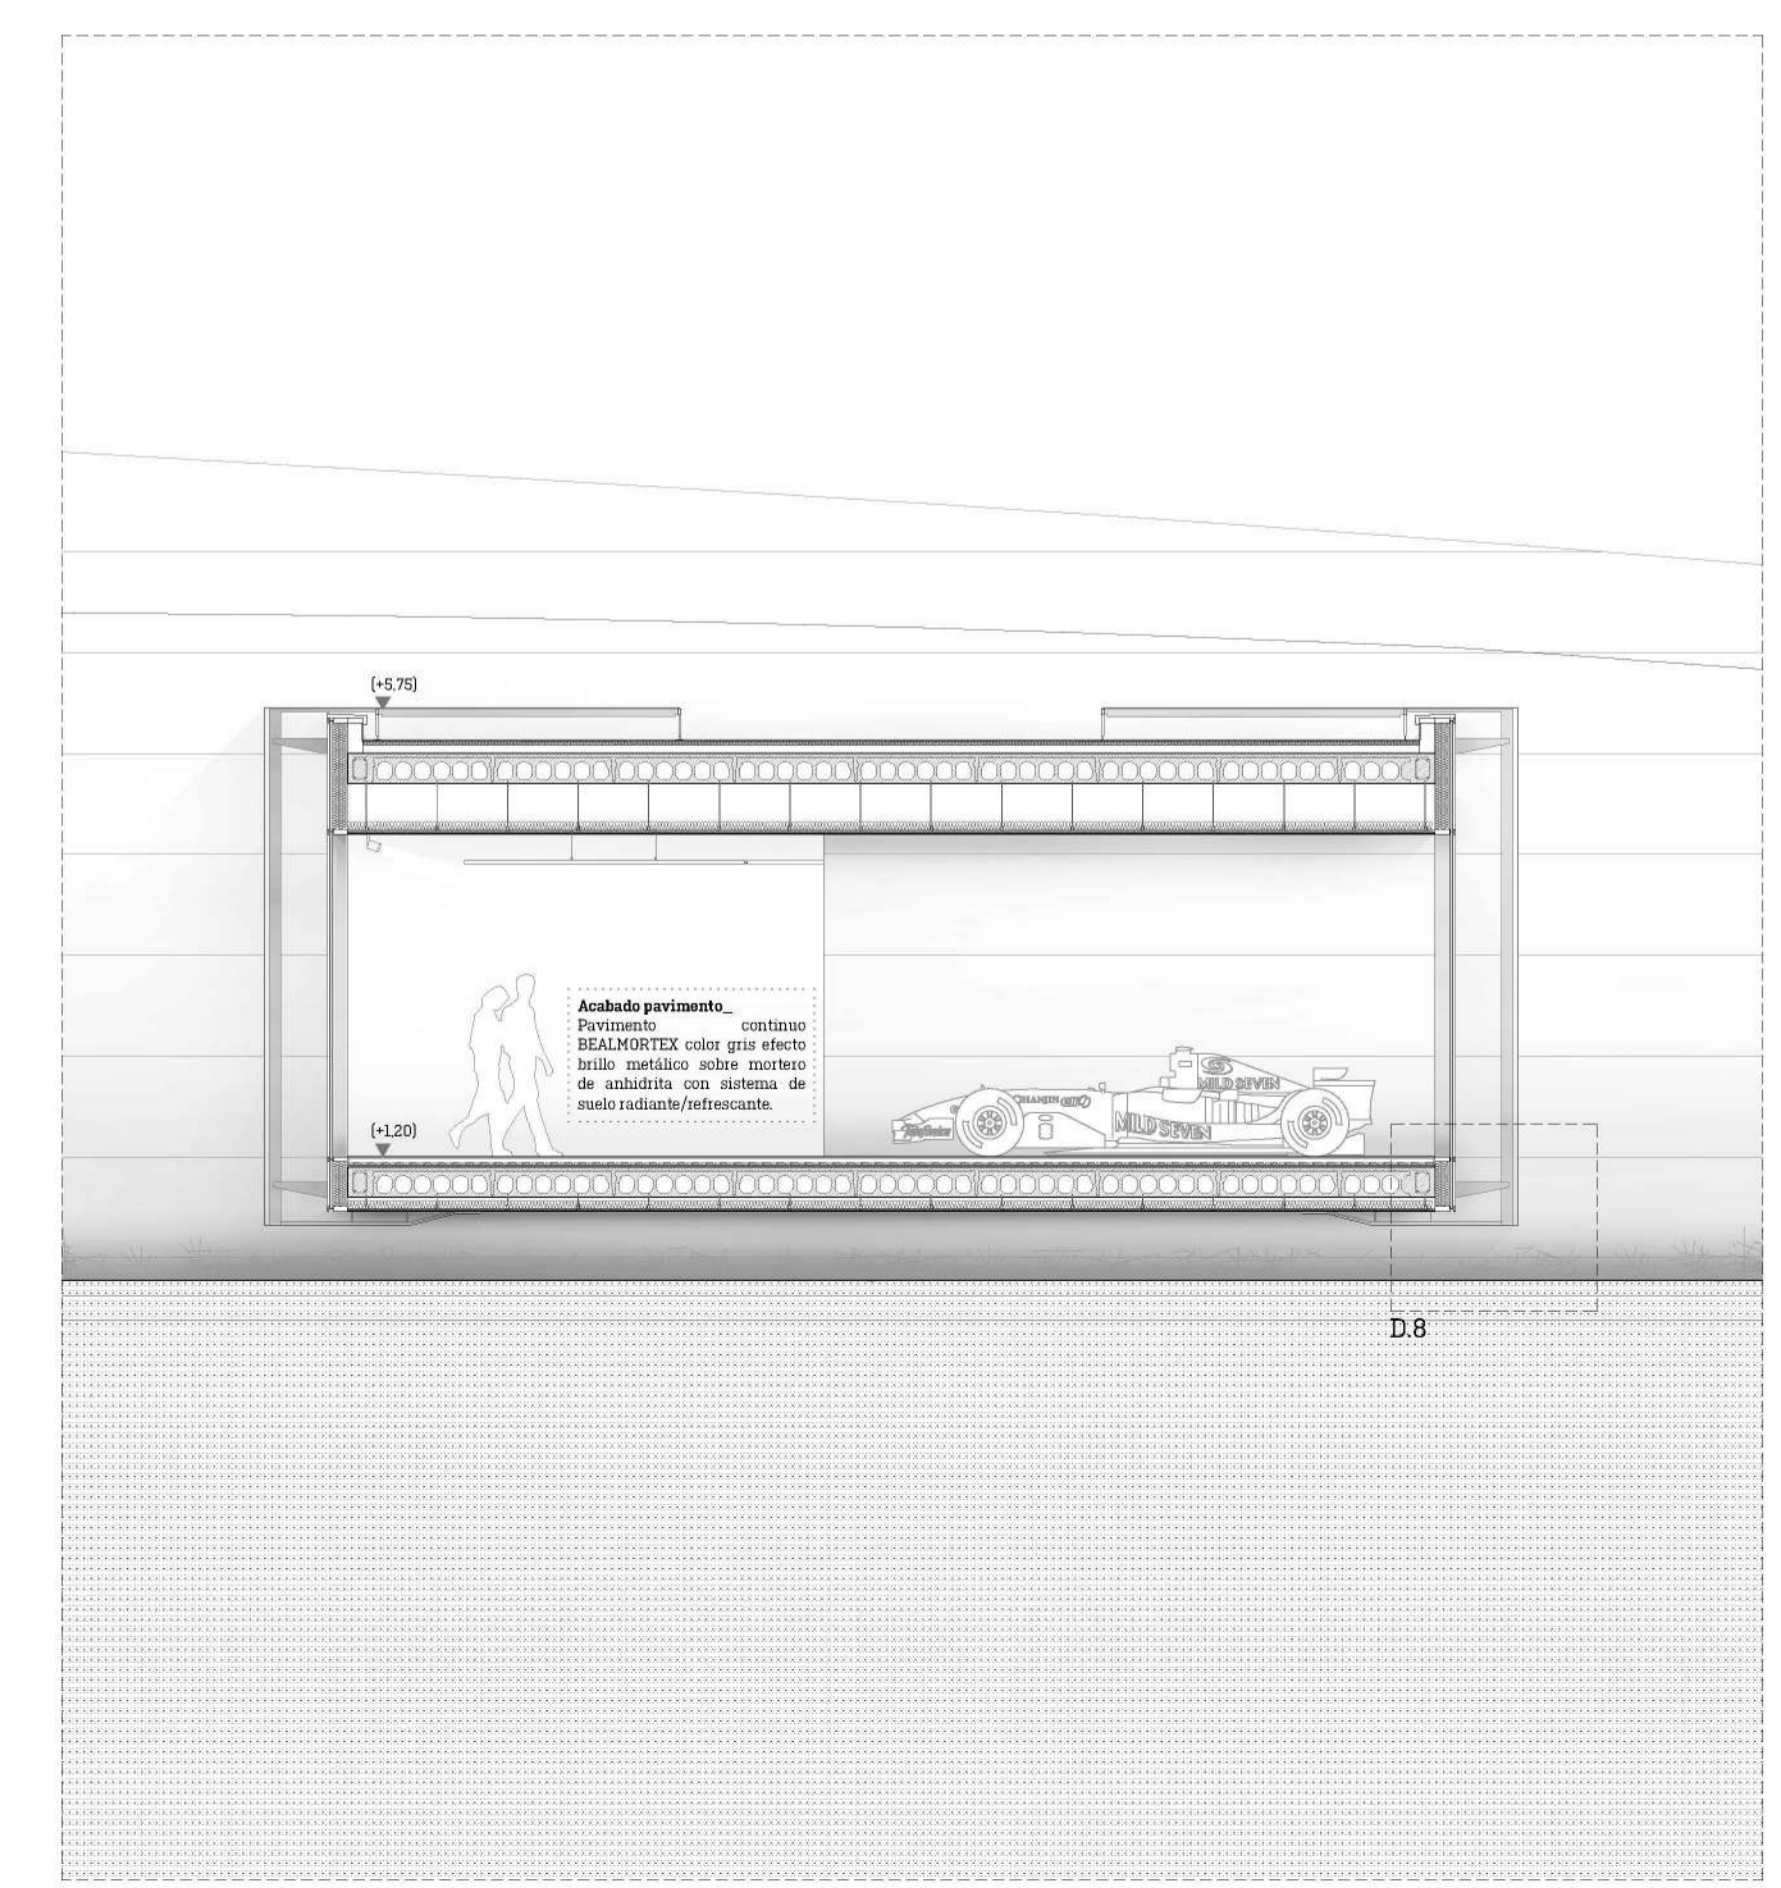 (+5,75)
Acabado pavimento_
Pavimento continuo
BEALMORTEX color gris efecto
brillo metálico sobre mortero
de anhidrita con sistema de
suelo radiante/refrescante.
MILD SEVEN
MILD SEVEN
(+1,20)
D.8